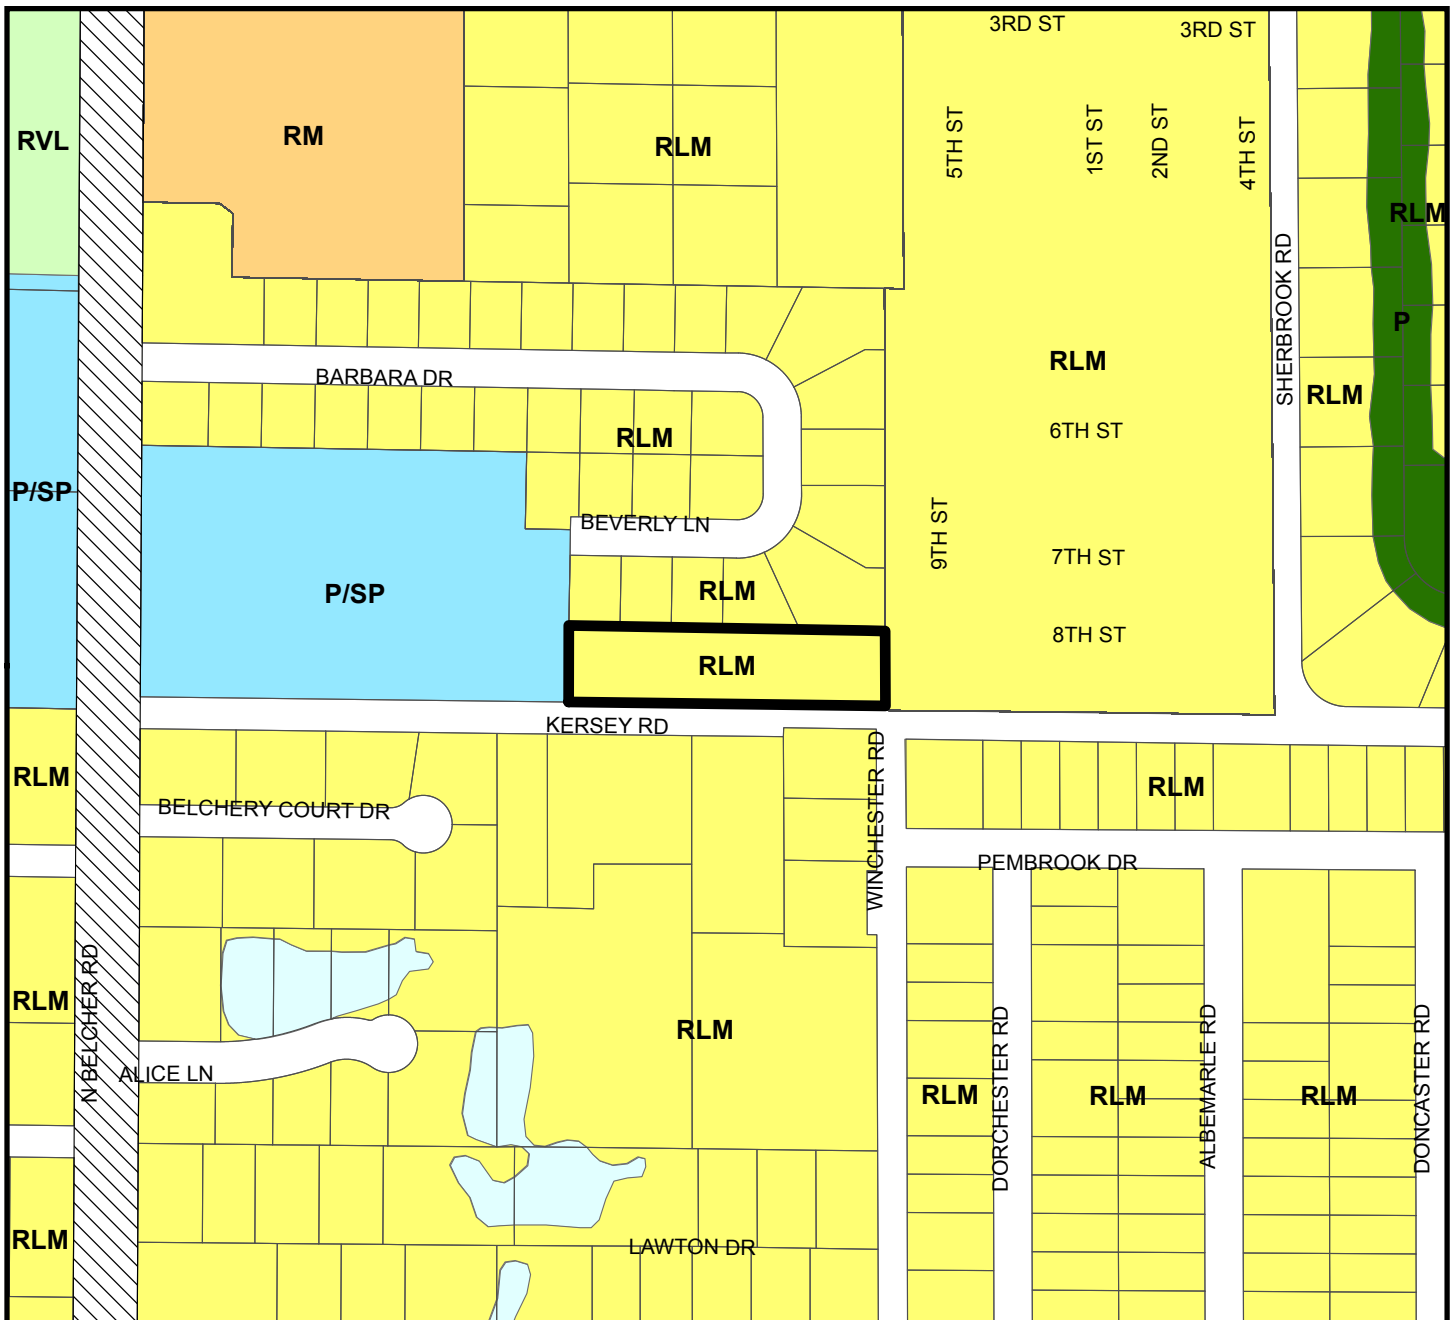 3RD ST
3RD ST
RVL
RM
RLM
5TH ST
1ST ST
2ND ST
4TH ST
RLM
SHERBROOK RD
P
RLM
BARBARA DR
RLM
RLM
6TH ST
P/SP
BEVERLY LN
9TH ST
7TH ST
P/SP
RLM
8TH ST
RLM
KERSEY RD
WINCHESTER RD
RLM
RLM
BELCHERY COURT DR
PEMBROOK DR
N BELCHER RD
RLM
RLM
ALICE LN
DORCHESTER RD
ALBEMARLE RD
DONCASTER RD
RLM
RLM
RLM
RLM
LAWTON DR